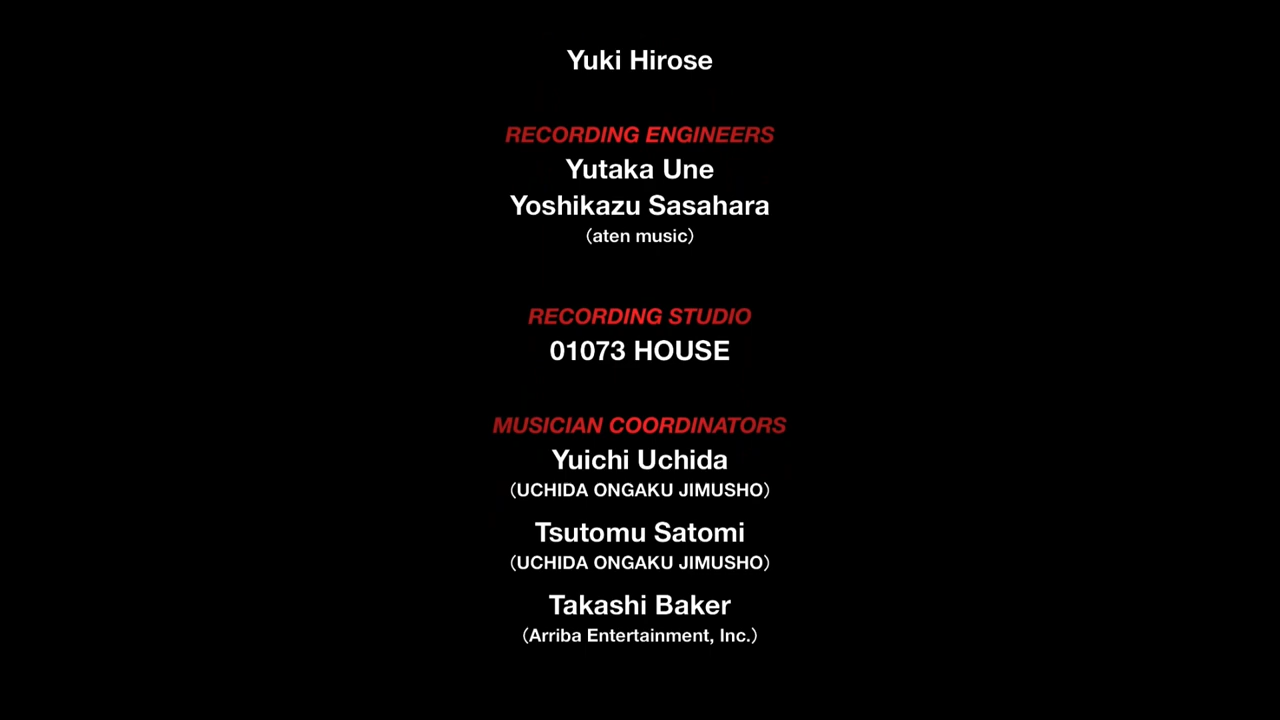 Yuki Hirose
RECORDING ENGINEERS
Yutaka Une
Yoshikazu Sasahara
(aten music)
RECORDING STUDIO
01073 HOUSE
MUSICIAN COORDINATORS
Yuichi Uchida
(UCHIDA ONGAKU JIMUSHO)
Tsutomu Satomi
(UCHIDA ONGAKU JIMUSHO)
Takashi Baker
(Arriba Entertainment, Inc.)